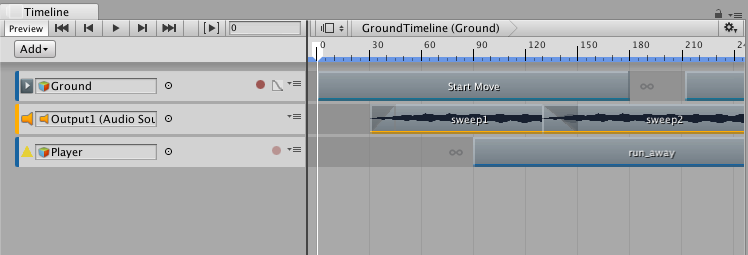 Timeline
Preview
0
GroundTimeline (Ground)
Add
0 30 60 90 120 150 180 210 24
Ground
Start Move
Output1 (Audio Sou
sweep1
sweep2
Player
run_away